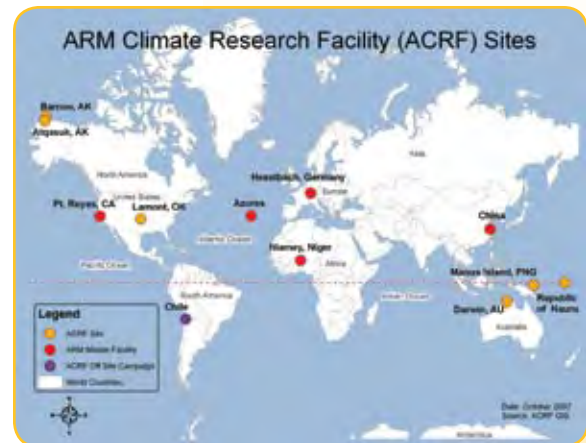 ARM Climate Research Facility (ACRF) Sites
Barrow, AK
Atqasuk, AK
North America
Heselbach, Germany
Asia
Europe
United States
Pt. Reyes, CA
Lamont, OK
Azores
China
Atlantic Ocean
Niamey, Niger
Africa
Pacific Ocean
Manus Island, PNG
Indian Ocean
Republic
of Nauru
South America
Chile
Darwin, AU
Australia
Legend
ACRF Site
ARM Mobile Facility
ACRF Off Site Campaign
World Countries
Date: October 2007
Source: ACRF GIS
Antarctica